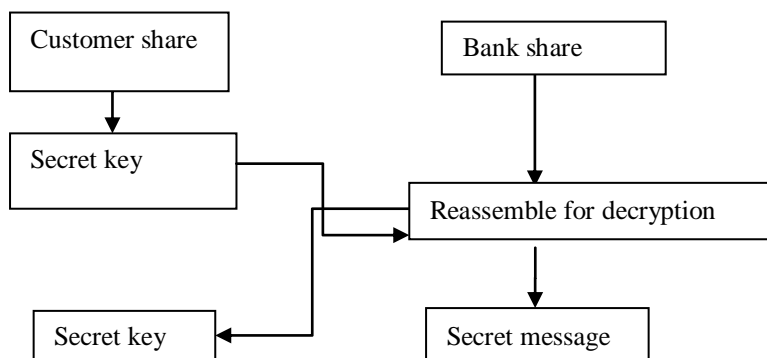 Customer share
Bank share
Secret key
Reassemble for decryption
Secret key
Secret message